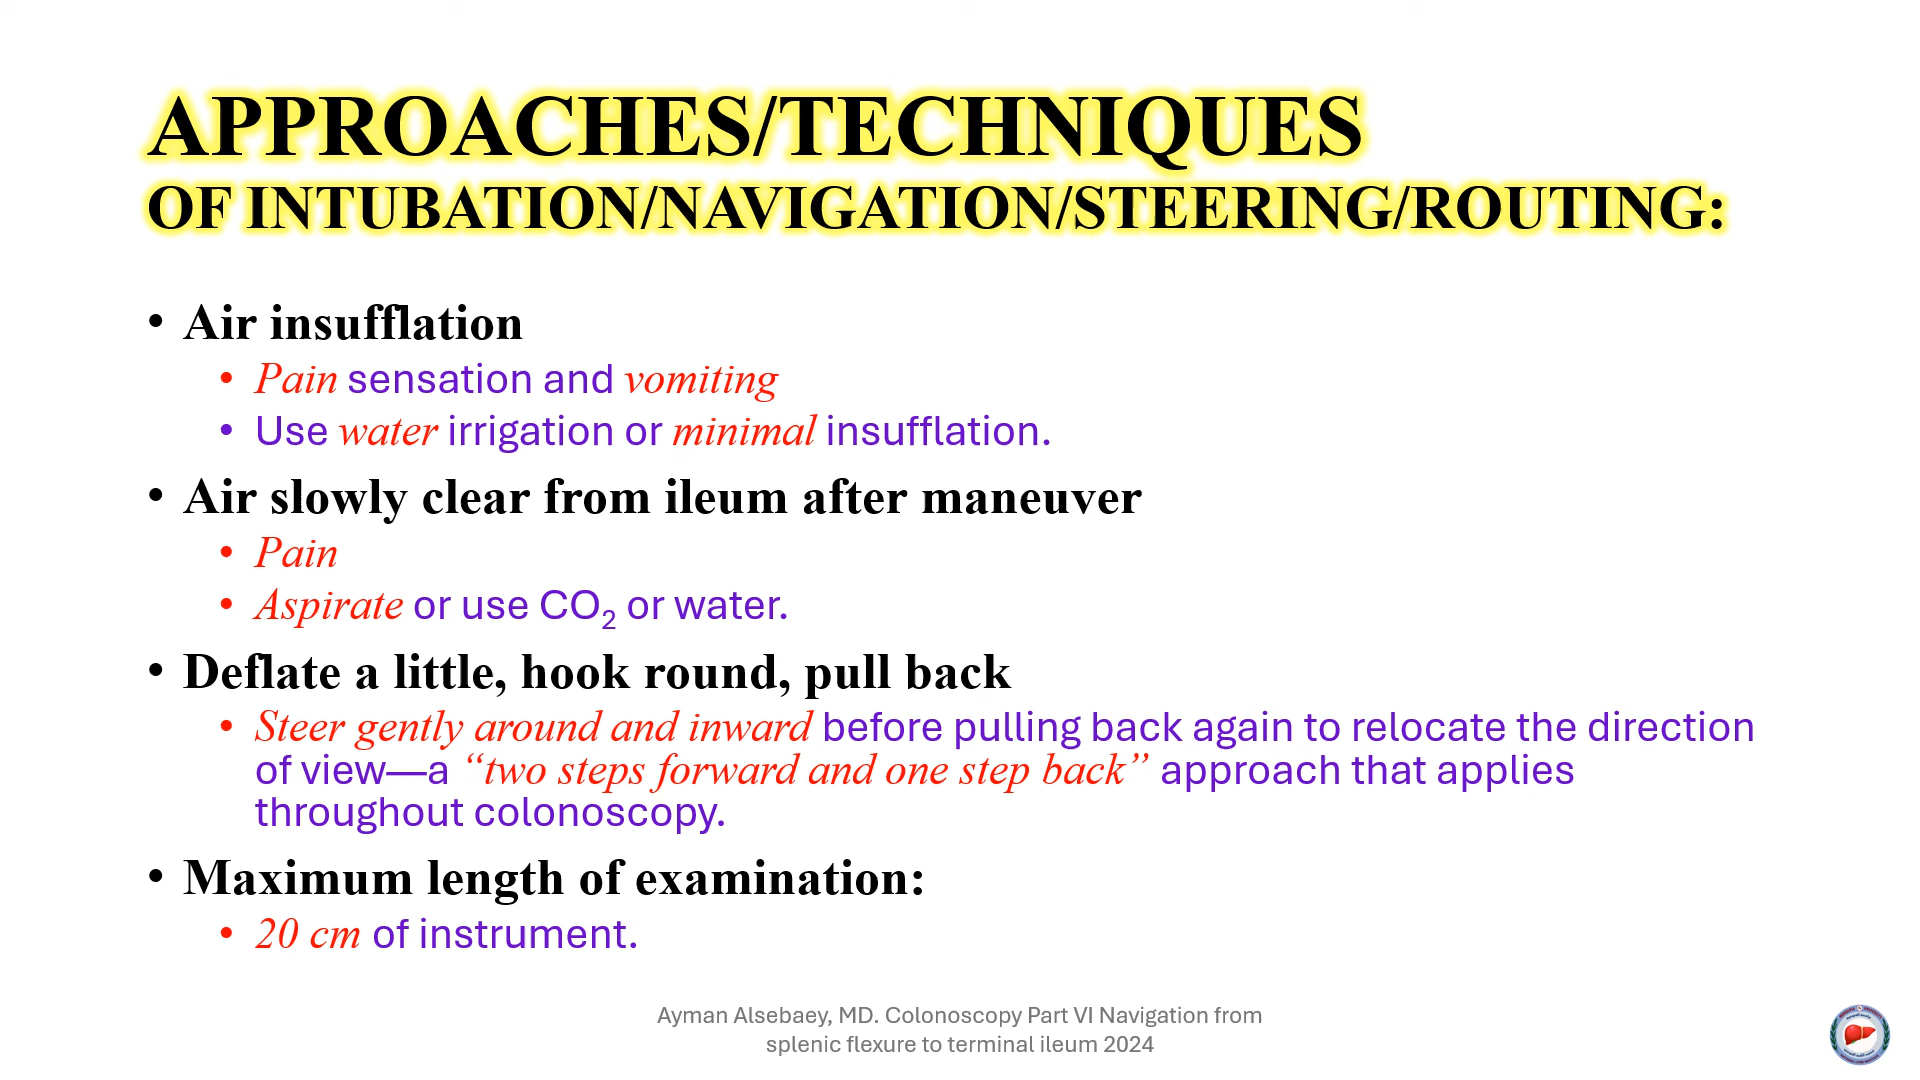 APPROACHES/TECHNIQUES
OF INTUBATION/NAVIGATION/STEERING/ROUTING:
• Air insufflation
• Pain sensation and vomiting
• Use water irrigation or minimal insufflation.
• Air slowly clear from ileum after maneuver
• Pain
• Aspirate or use CO₂ or water.
• Deflate a little, hook round, pull back
• Steer gently around and inward before pulling back again to relocate the direction
of view—a “two steps forward and one step back” approach that applies
throughout colonoscopy.
• Maximum length of examination:
• 20 cm of instrument.
Ayman Alsebaey, MD. Colonoscopy Part VI Navigation from
splenic flexure to terminal ileum 2024